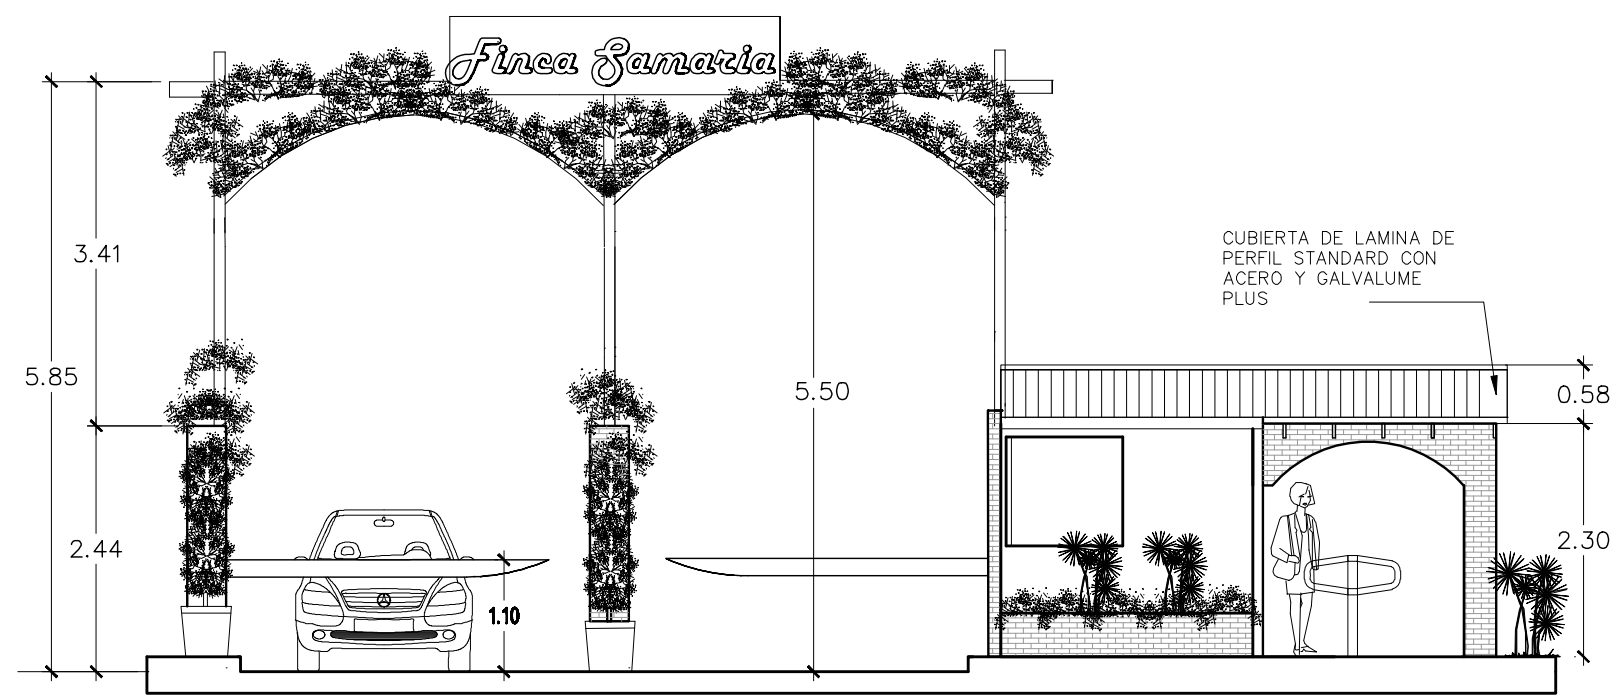 Finca Samaria
3.41
5.85
2.44
1.10
5.50
CUBIERTA DE LAMINA DE
PERFIL STANDARD CON
ACERO Y GALVALUME
PLUS
0.58
2.30